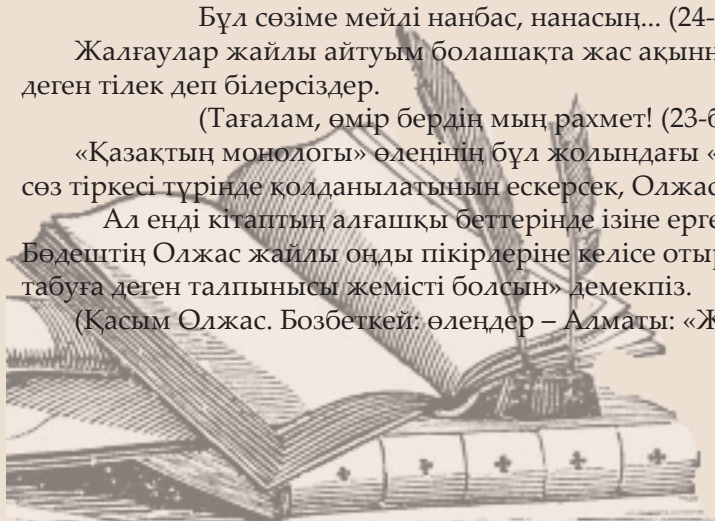 Бұл сөзіме мейлі нанбас, нанасың... (24-
Жалғаулар жайлы айтуым болашақта жас ақынн
деген тілек деп білерсіздер.
(Тағалам, өмір бердің мың рахмет! (23-б
«Қазақтың монологы» өлеңінің бұл жолындағы «
сөз тіркесі түрінде қолданылатынын ескерсек, Олжас
Ал енді кітаптың алғашқы беттерінде ізіне ерге
Бөдештің Олжас жайлы оңды пікірлеріне келісе отыр
табуға деген талпынысы жемісті болсын» демекпіз.
(Қасым Олжас. Бозбеткей: өлеңдер – Алматы: «Ж